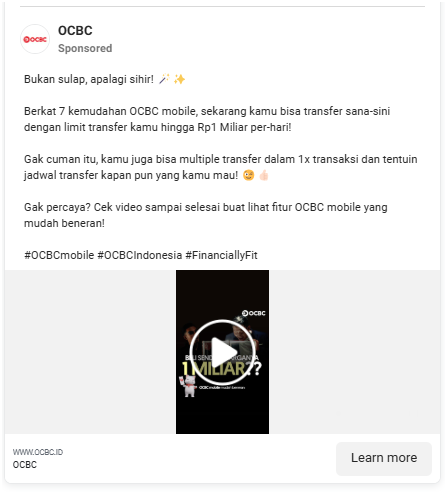 OCBC
OCBC
Sponsored
Bukan sulap, apalagi sihir! 🪄 ✨
Berkat 7 kemudahan OCBC mobile, sekarang kamu bisa transfer sana-sini
dengan limit transfer kamu hingga Rp1 Miliar per-hari!
Gak cuman itu, kamu juga bisa multiple transfer dalam 1x transaksi dan tentuin
jadwal transfer kapan pun yang kamu mau! 🧐👍🏻
Gak percaya? Cek video sampai selesai buat lihat fitur OCBC mobile yang
mudah beneran!
#OCBCmobile #OCBCIndonesia #FinanciallyFit
OCBC
1 MILIAR??
OCBC mobile
WWW.OCBC.ID
OCBC
Learn more